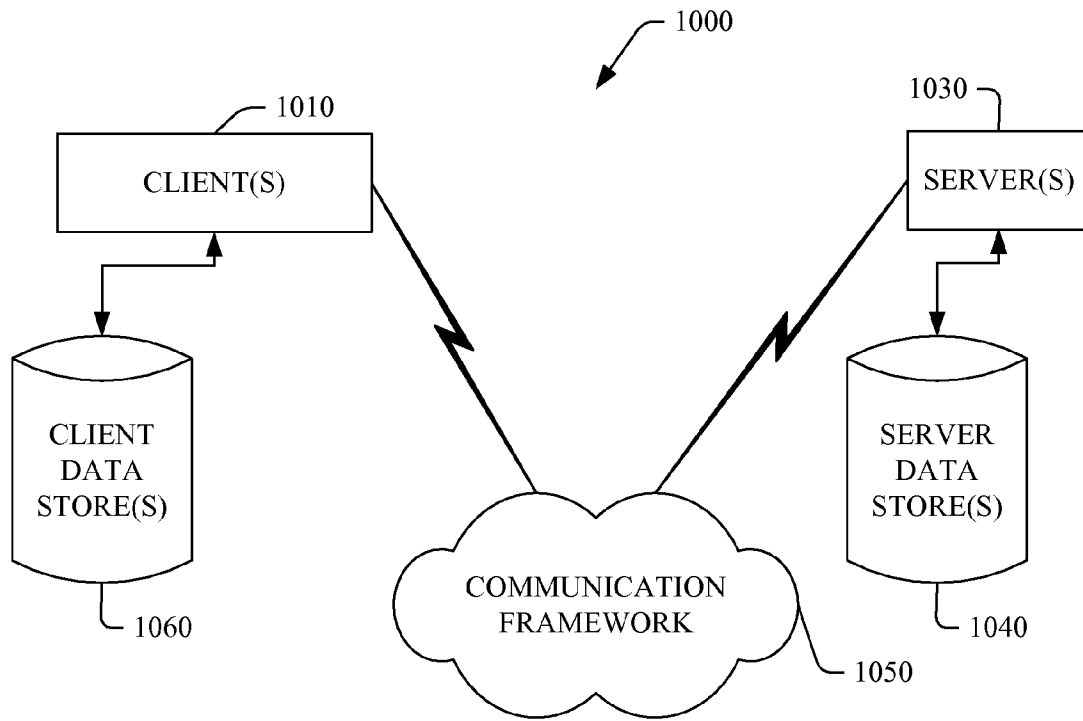 1000
1010
1030
CLIENT(S)
SERVER(S)
CLIENT
DATA
STORE(S)
SERVER
DATA
STORE(S)
COMMUNICATION
FRAMEWORK
1060
1040
1050